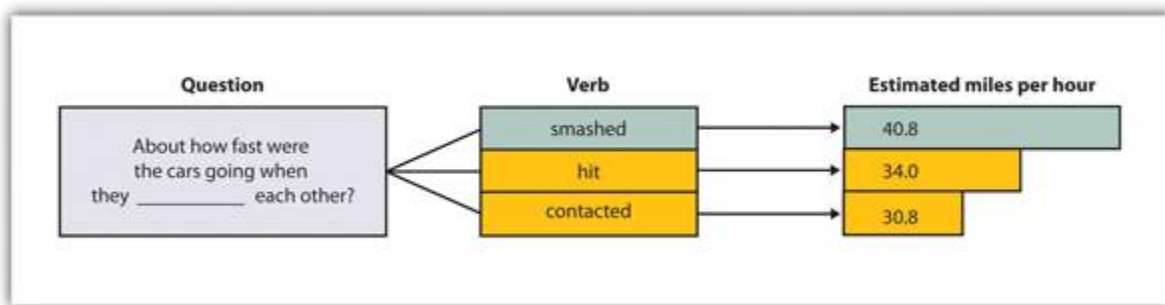 Question
About how fast were
the cars going when
they __________ each other?
Verb
smashed
hit
contacted
Estimated miles per hour
40.8
34.0
30.8